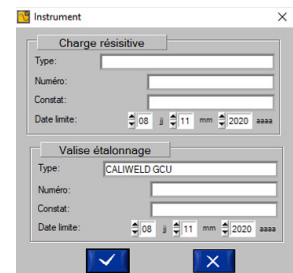 Instrument
Charge résisitive
Type:
Numéro:
Constat:
Date limite: 08 jj 11 mm 2020 aaaa
Valise étalonnage
Type: CALIWELD GCU
Numéro:
Constat:
Date limite: 08 jj 11 mm 2020 aaaa